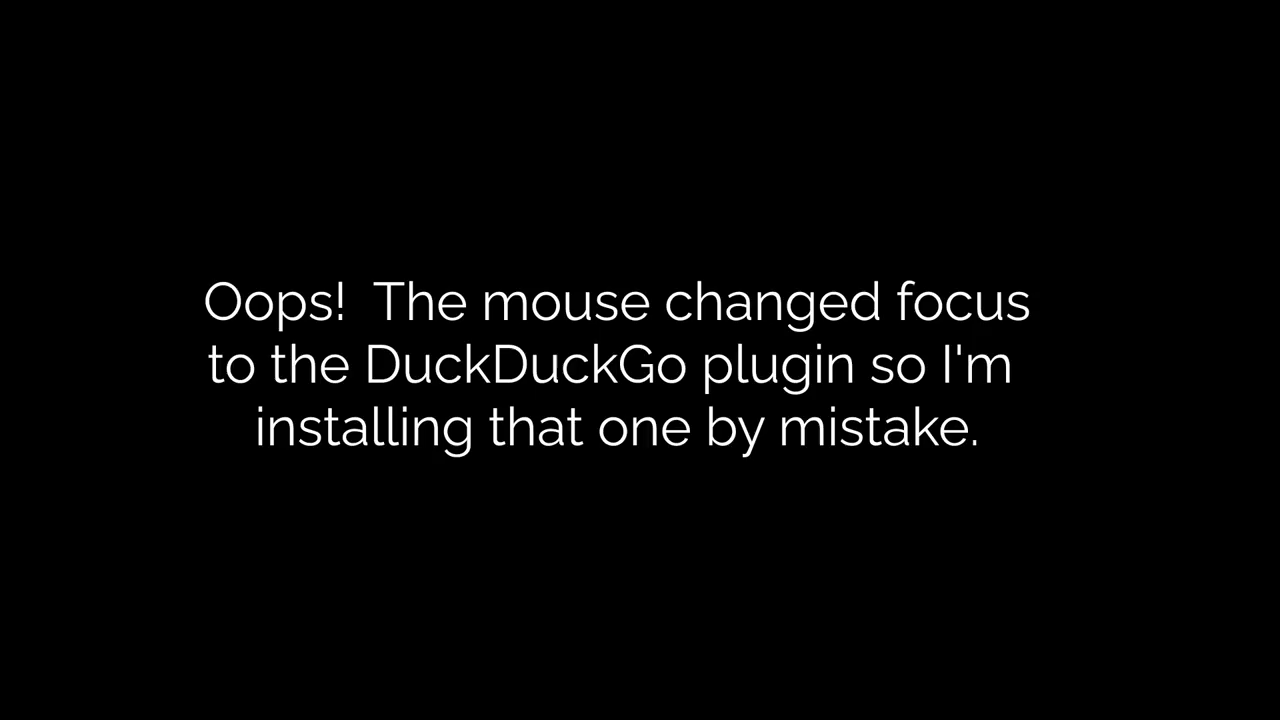 Oops!  The mouse changed focus
to the DuckDuckGo plugin so I'm
installing that one by mistake.